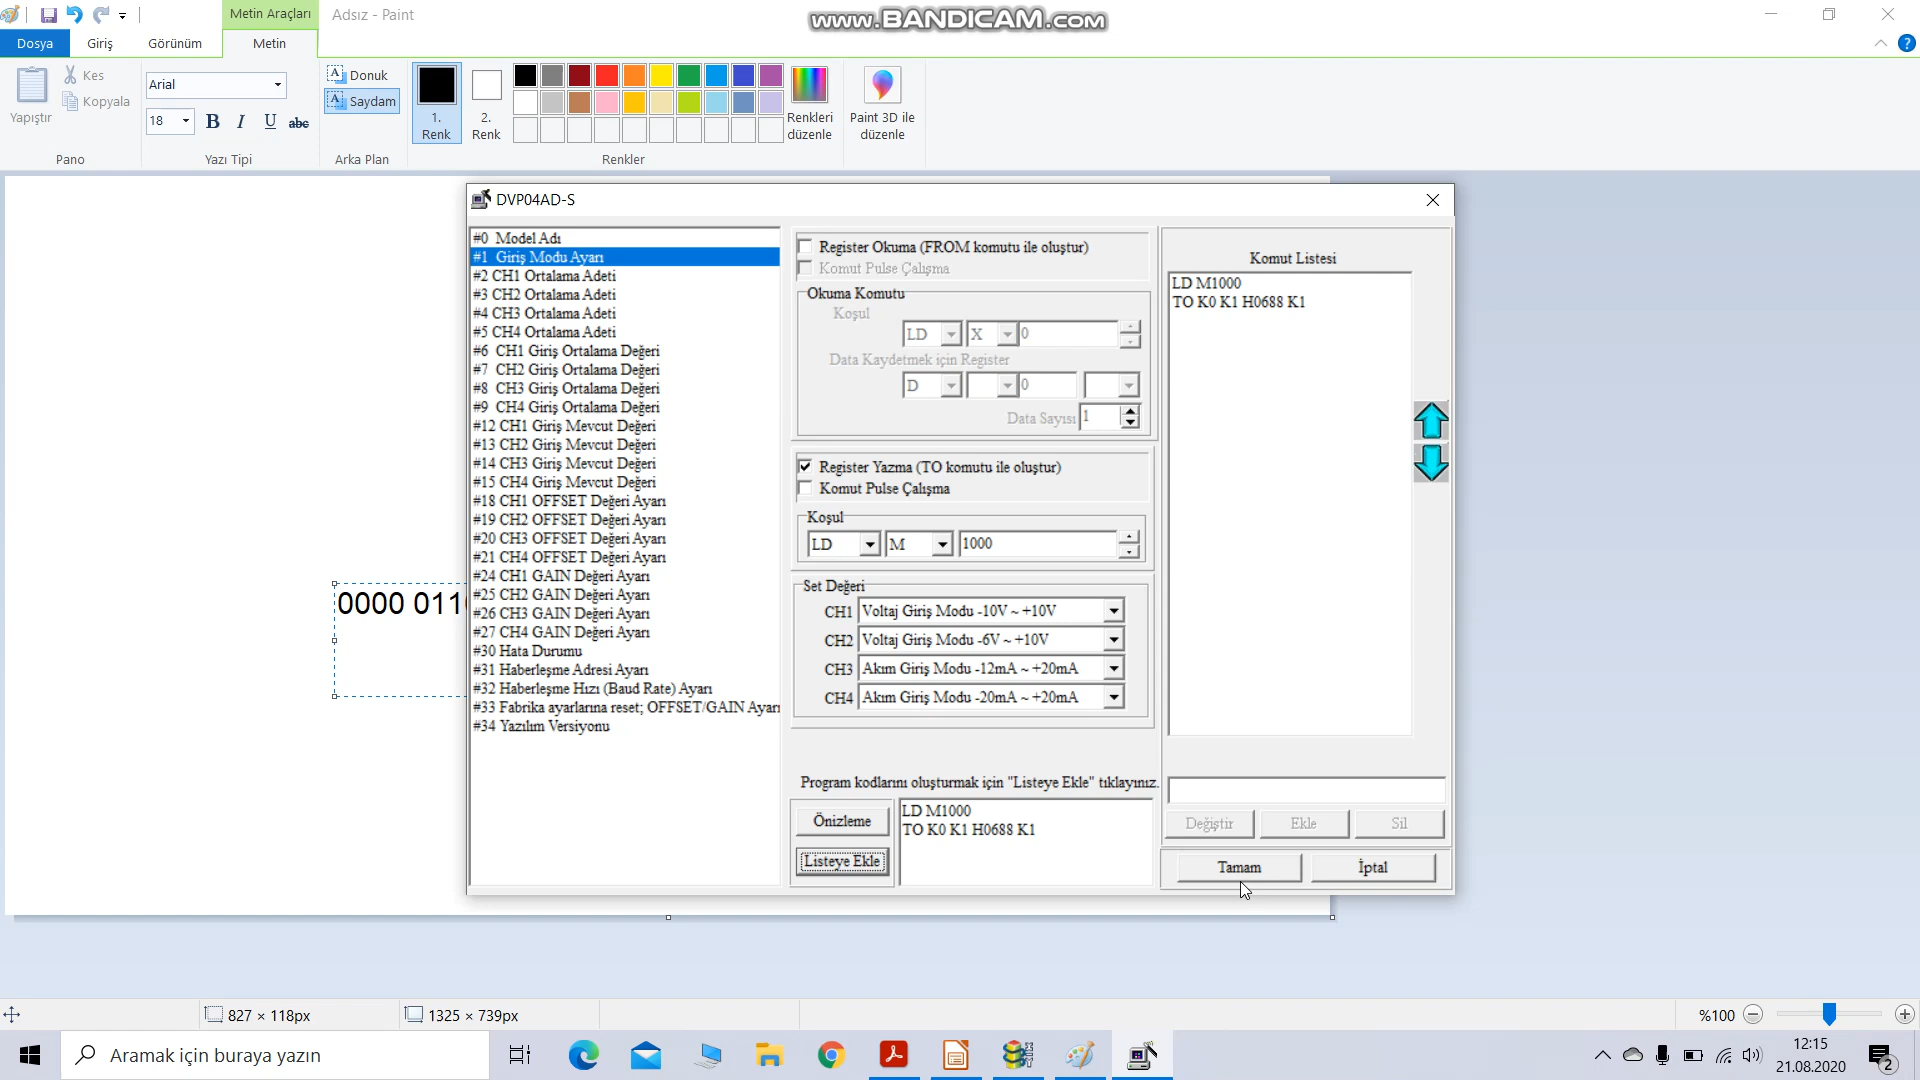 Metin Araçları
Adsız - Paint
www.BANDICAM.com
Dosya
Giriş
Görünüm
Metin
Yapıştır
Kes
Kopyala
Pano
Arial
18
B I U abc
Yazı Tipi
Donuk
Saydam
Arka Plan
1.
Renk
2.
Renk
Renkler
Renkleri
düzenle
Paint 3D ile
düzenle
0000 011
DVP04AD-S
#0 Model Adı
#1 Giriş Modu Ayarı
#2 CH1 Ortalama Adeti
#3 CH2 Ortalama Adeti
#4 CH3 Ortalama Adeti
#5 CH4 Ortalama Adeti
#6 CH1 Giriş Ortalama Değeri
#7 CH2 Giriş Ortalama Değeri
#8 CH3 Giriş Ortalama Değeri
#9 CH4 Giriş Ortalama Değeri
#12 CH1 Giriş Mevcut Değeri
#13 CH2 Giriş Mevcut Değeri
#14 CH3 Giriş Mevcut Değeri
#15 CH4 Giriş Mevcut Değeri
#18 CH1 OFFSET Değeri Ayarı
#19 CH2 OFFSET Değeri Ayarı
#20 CH3 OFFSET Değeri Ayarı
#21 CH4 OFFSET Değeri Ayarı
#24 CH1 GAIN Değeri Ayarı
#25 CH2 GAIN Değeri Ayarı
#26 CH3 GAIN Değeri Ayarı
#27 CH4 GAIN Değeri Ayarı
#30 Hata Durumu
#31 Haberleşme Adresi Ayarı
#32 Haberleşme Hızı (Baud Rate) Ayarı
#33 Fabrika ayarlarına reset; OFFSET/GAIN Ayarı
#34 Yazılım Versiyonu
Register Okuma (FROM komutu ile oluştur)
Komut Pulse Çalışma
Okuma Komutu
Koşul
LD X 0
Data Kaydetmek için Register
D 0
Data Sayısı 1
Register Yazma (TO komutu ile oluştur)
Komut Pulse Çalışma
Koşul
LD M 1000
Set Değeri
CH1 Voltaj Giriş Modu -10V ~ +10V
CH2 Voltaj Giriş Modu -6V ~ +10V
CH3 Akım Giriş Modu -12mA ~ +20mA
CH4 Akım Giriş Modu -20mA ~ +20mA
Program kodlarını oluşturmak için "Listeye Ekle" tıklayınız.
Önizleme
Listeye Ekle
LD M1000
TO K0 K1 H0688 K1
Komut Listesi
LD M1000
TO K0 K1 H0688 K1
Değiştir
Ekle
Sil
Tamam
İptal
827 × 118px
1325 × 739px
%100
Aramak için buraya yazın
12:15
21.08.2020
2